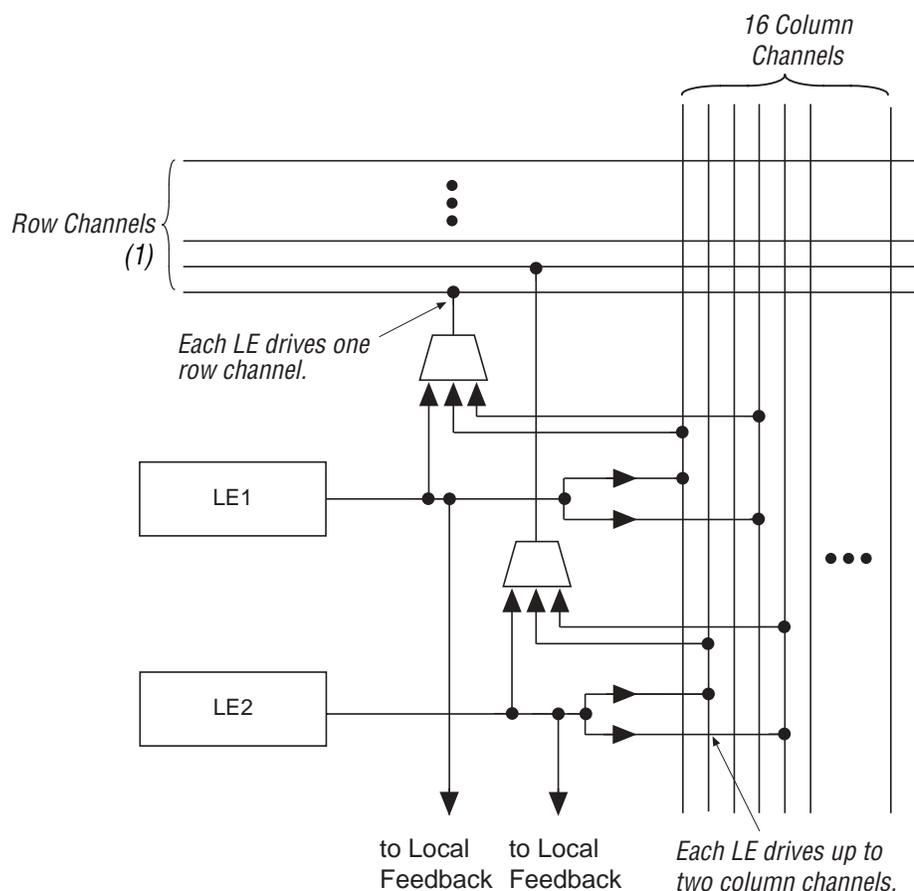 16 Column
Channels
Row Channels
(1)
Each LE drives one
row channel.
LE1
LE2
to Local
Feedback
to Local
Feedback
Each LE drives up to
two column channels.